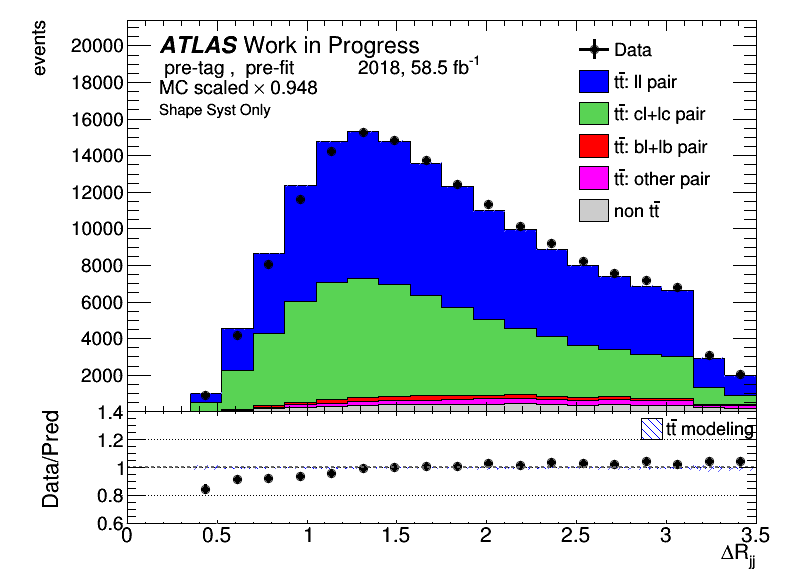 events
20000
18000
16000
14000
12000
10000
8000
6000
4000
2000
ATLAS Work in Progress
pre-tag , pre-fit 2018, 58.5 fb⁻¹
MC scaled × 0.948
Shape Syst Only
Data
tt̄: ll pair
tt̄: cl+lc pair
tt̄: bl+lb pair
tt̄: other pair
non tt̄
Data/Pred
1.4
1.2
1
0.8
0.6
tt̄ modeling
0 0.5 1 1.5 2 2.5 3 3.5
ΔRjj